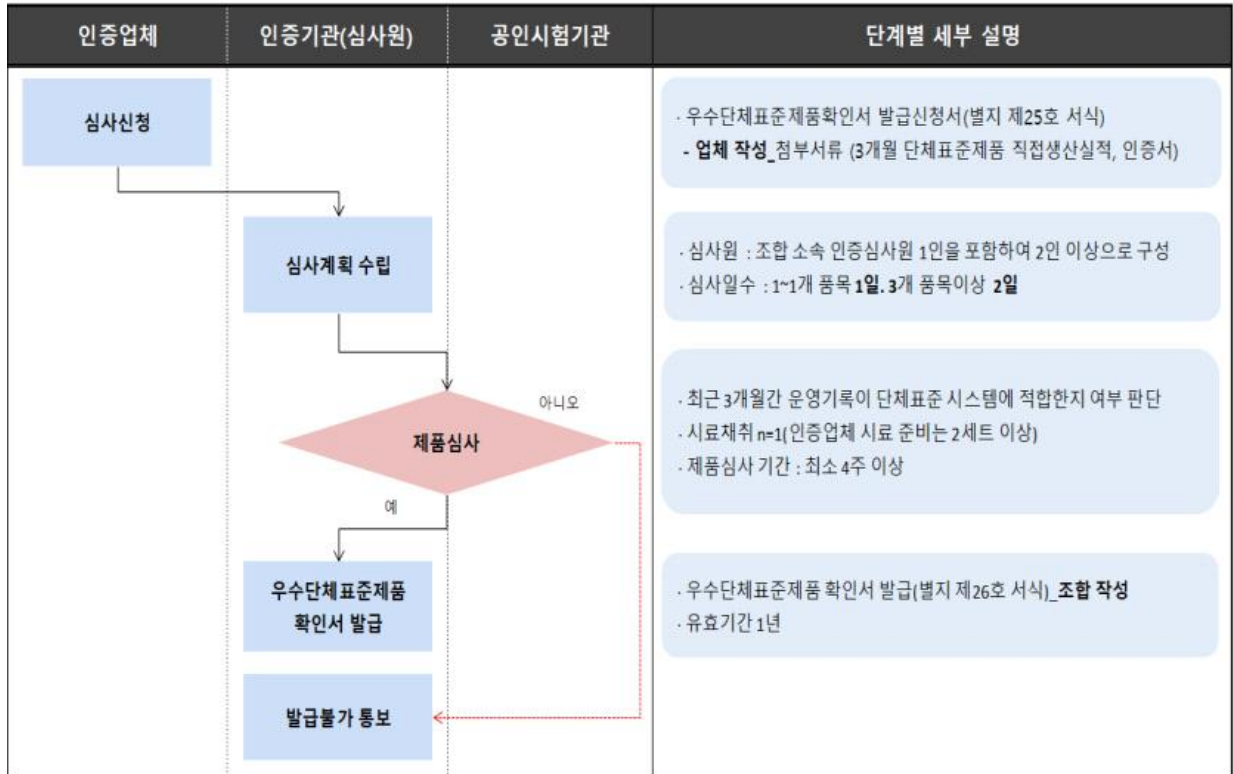 인증업체 인증기관(심사원) 공인시험기관 단계별 세부 설명
심사신청
· 우수단체표준제품확인서 발급신청서(별지 제25호 서식)
- 업체 작성_첨부서류 (3개월 단체표준제품 직접생산실적, 인증서)
심사계획 수립
· 심사원 : 조합 소속 인증심사원 1인을 포함하여 2인 이상으로 구성
· 심사일수 : 1~1개 품목 1일. 3개 품목이상 2일
아니오
제품심사
예
· 최근 3개월간 운영기록이 단체표준 시스템에 적합한지 여부 판단
· 시료채취 n=1(인증업체 시료 준비는 2세트 이상)
· 제품심사 기간 : 최소 4주 이상
우수단체표준제품
확인서 발급
· 우수단체표준제품 확인서 발급(별지 제26호 서식)_조합 작성
· 유효기간 1년
발급불가 통보